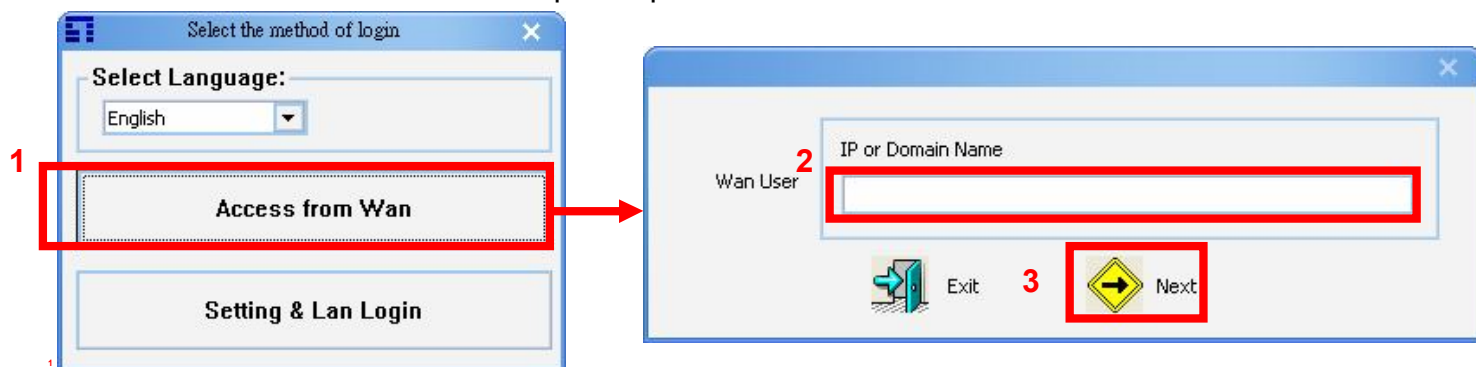 Select the method of login
Select Language:
English
1
Access from Wan
Setting & Lan Login
1
IP or Domain Name
2
Wan User
Exit
3
Next